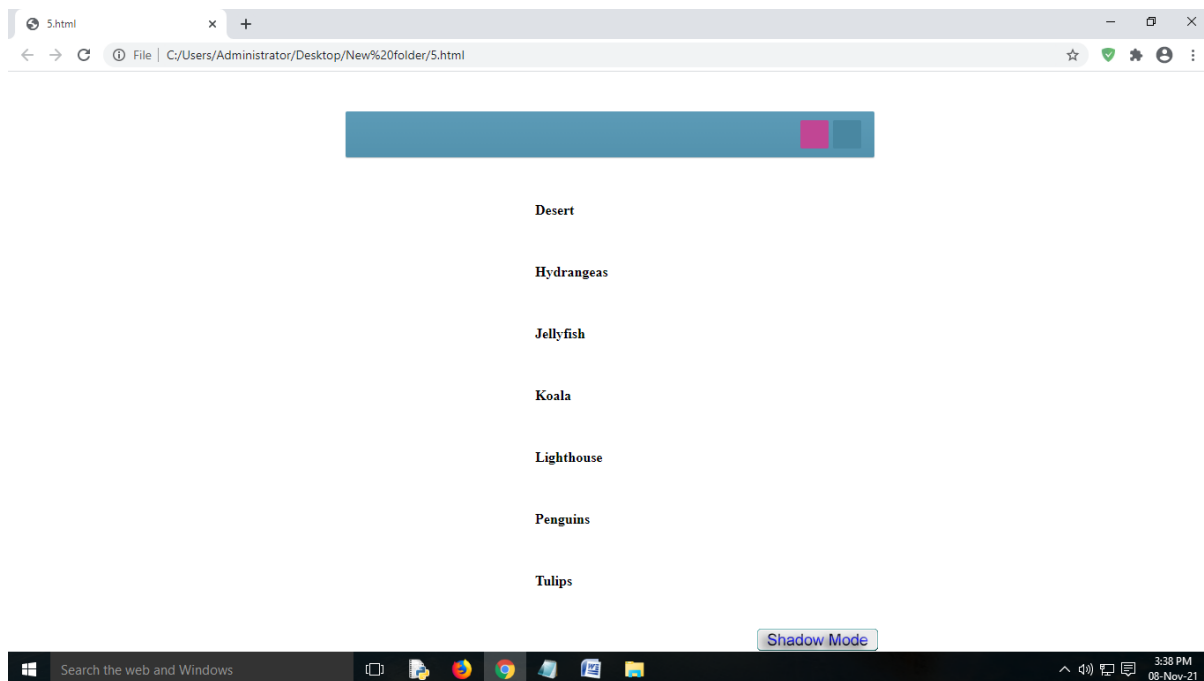 5.html
File | C:/Users/Administrator/Desktop/New%20folder/5.html
Desert
Hydrangeas
Jellyfish
Koala
Lighthouse
Penguins
Tulips
Shadow Mode
Search the web and Windows
3:38 PM
08-Nov-21